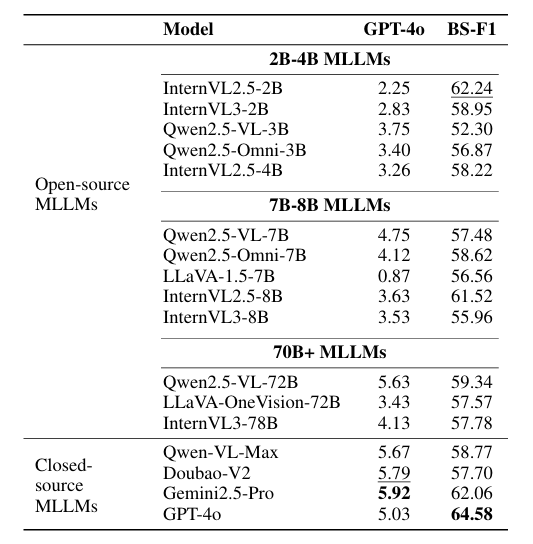 Model GPT-4o BS-F1
2B-4B MLLMs
InternVL2.5-2B 2.25 62.24
InternVL3-2B 2.83 58.95
Qwen2.5-VL-3B 3.75 52.30
Qwen2.5-Omni-3B 3.40 56.87
InternVL2.5-4B 3.26 58.22
Open-source
MLLMs
7B-8B MLLMs
Qwen2.5-VL-7B 4.75 57.48
Qwen2.5-Omni-7B 4.12 58.62
LLaVA-1.5-7B 0.87 56.56
InternVL2.5-8B 3.63 61.52
InternVL3-8B 3.53 55.96
70B+ MLLMs
Qwen2.5-VL-72B 5.63 59.34
LLaVA-OneVision-72B 3.43 57.57
InternVL3-78B 4.13 57.78
Closed-
source
MLLMs
Qwen-VL-Max 5.67 58.77
Doubao-V2 5.79 57.70
Gemini2.5-Pro 5.92 62.06
GPT-4o 5.03 64.58